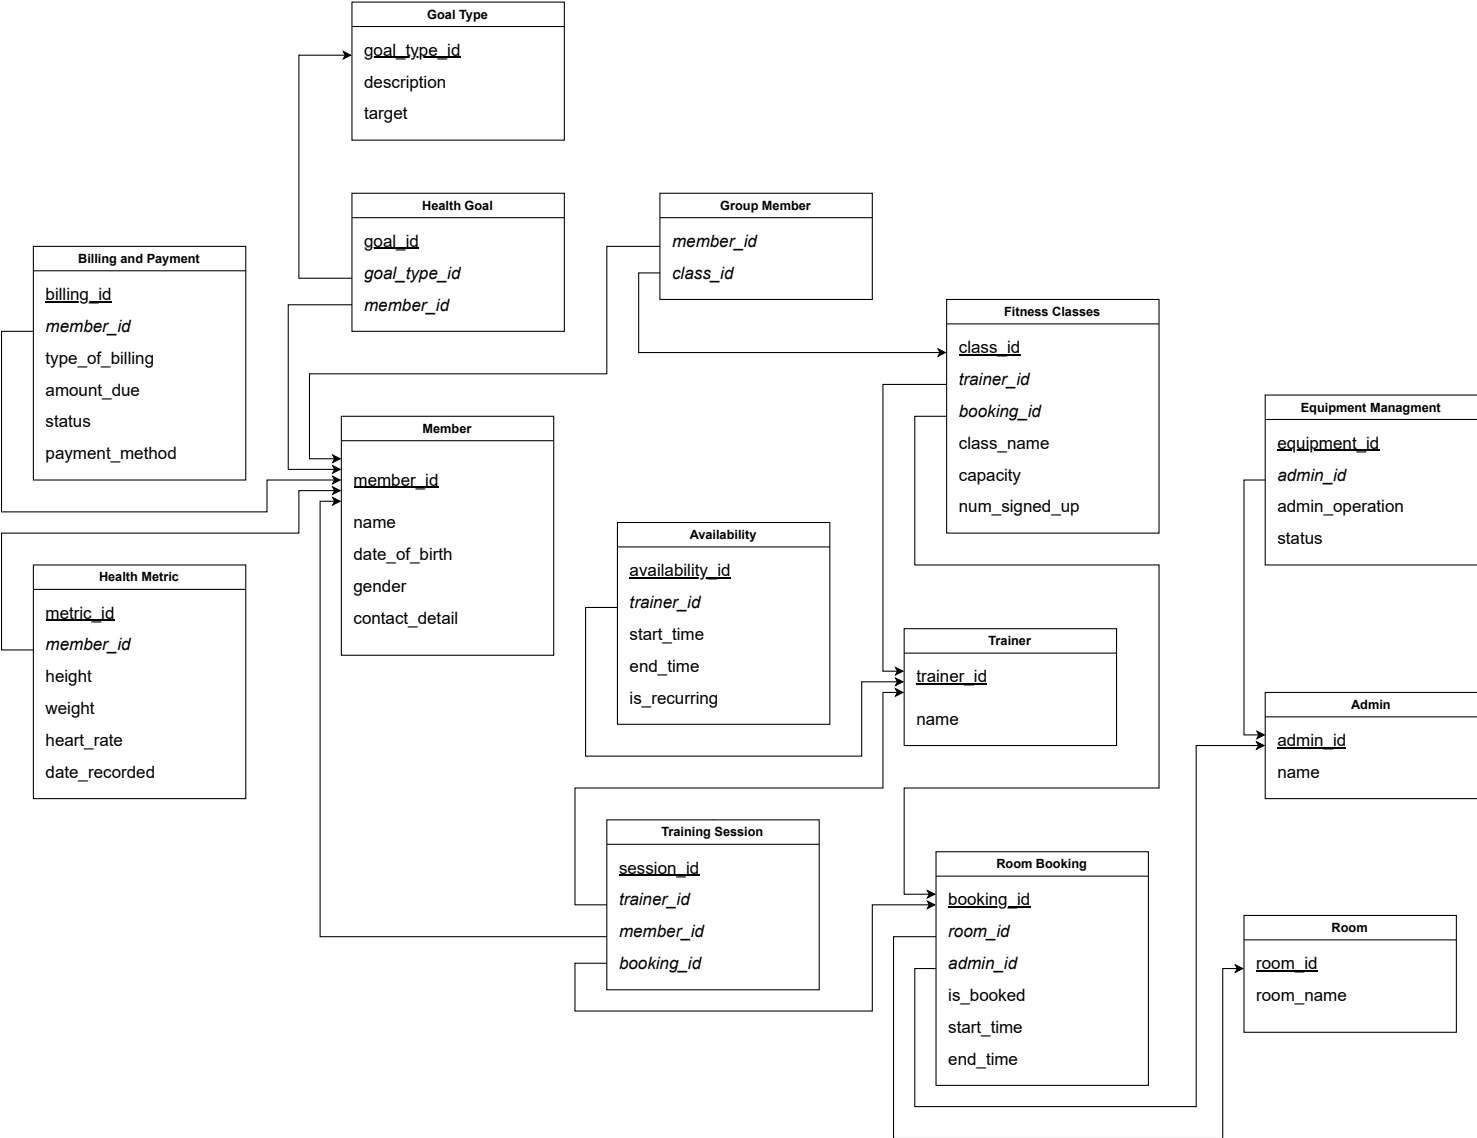 Goal Type
goal_type_id
description
target
Health Goal
goal_id
goal_type_id
member_id
Group Member
member_id
class_id
Billing and Payment
billing_id
member_id
type_of_billing
amount_due
status
payment_method
Fitness Classes
class_id
trainer_id
booking_id
class_name
capacity
num_signed_up
Equipment Managment
equipment_id
admin_id
admin_operation
status
Member
member_id
name
date_of_birth
gender
contact_detail
Availability
availability_id
trainer_id
start_time
end_time
is_recurring
Health Metric
metric_id
member_id
height
weight
heart_rate
date_recorded
Trainer
trainer_id
name
Admin
admin_id
name
Training Session
session_id
trainer_id
member_id
booking_id
Room Booking
booking_id
room_id
admin_id
is_booked
start_time
end_time
Room
room_id
room_name